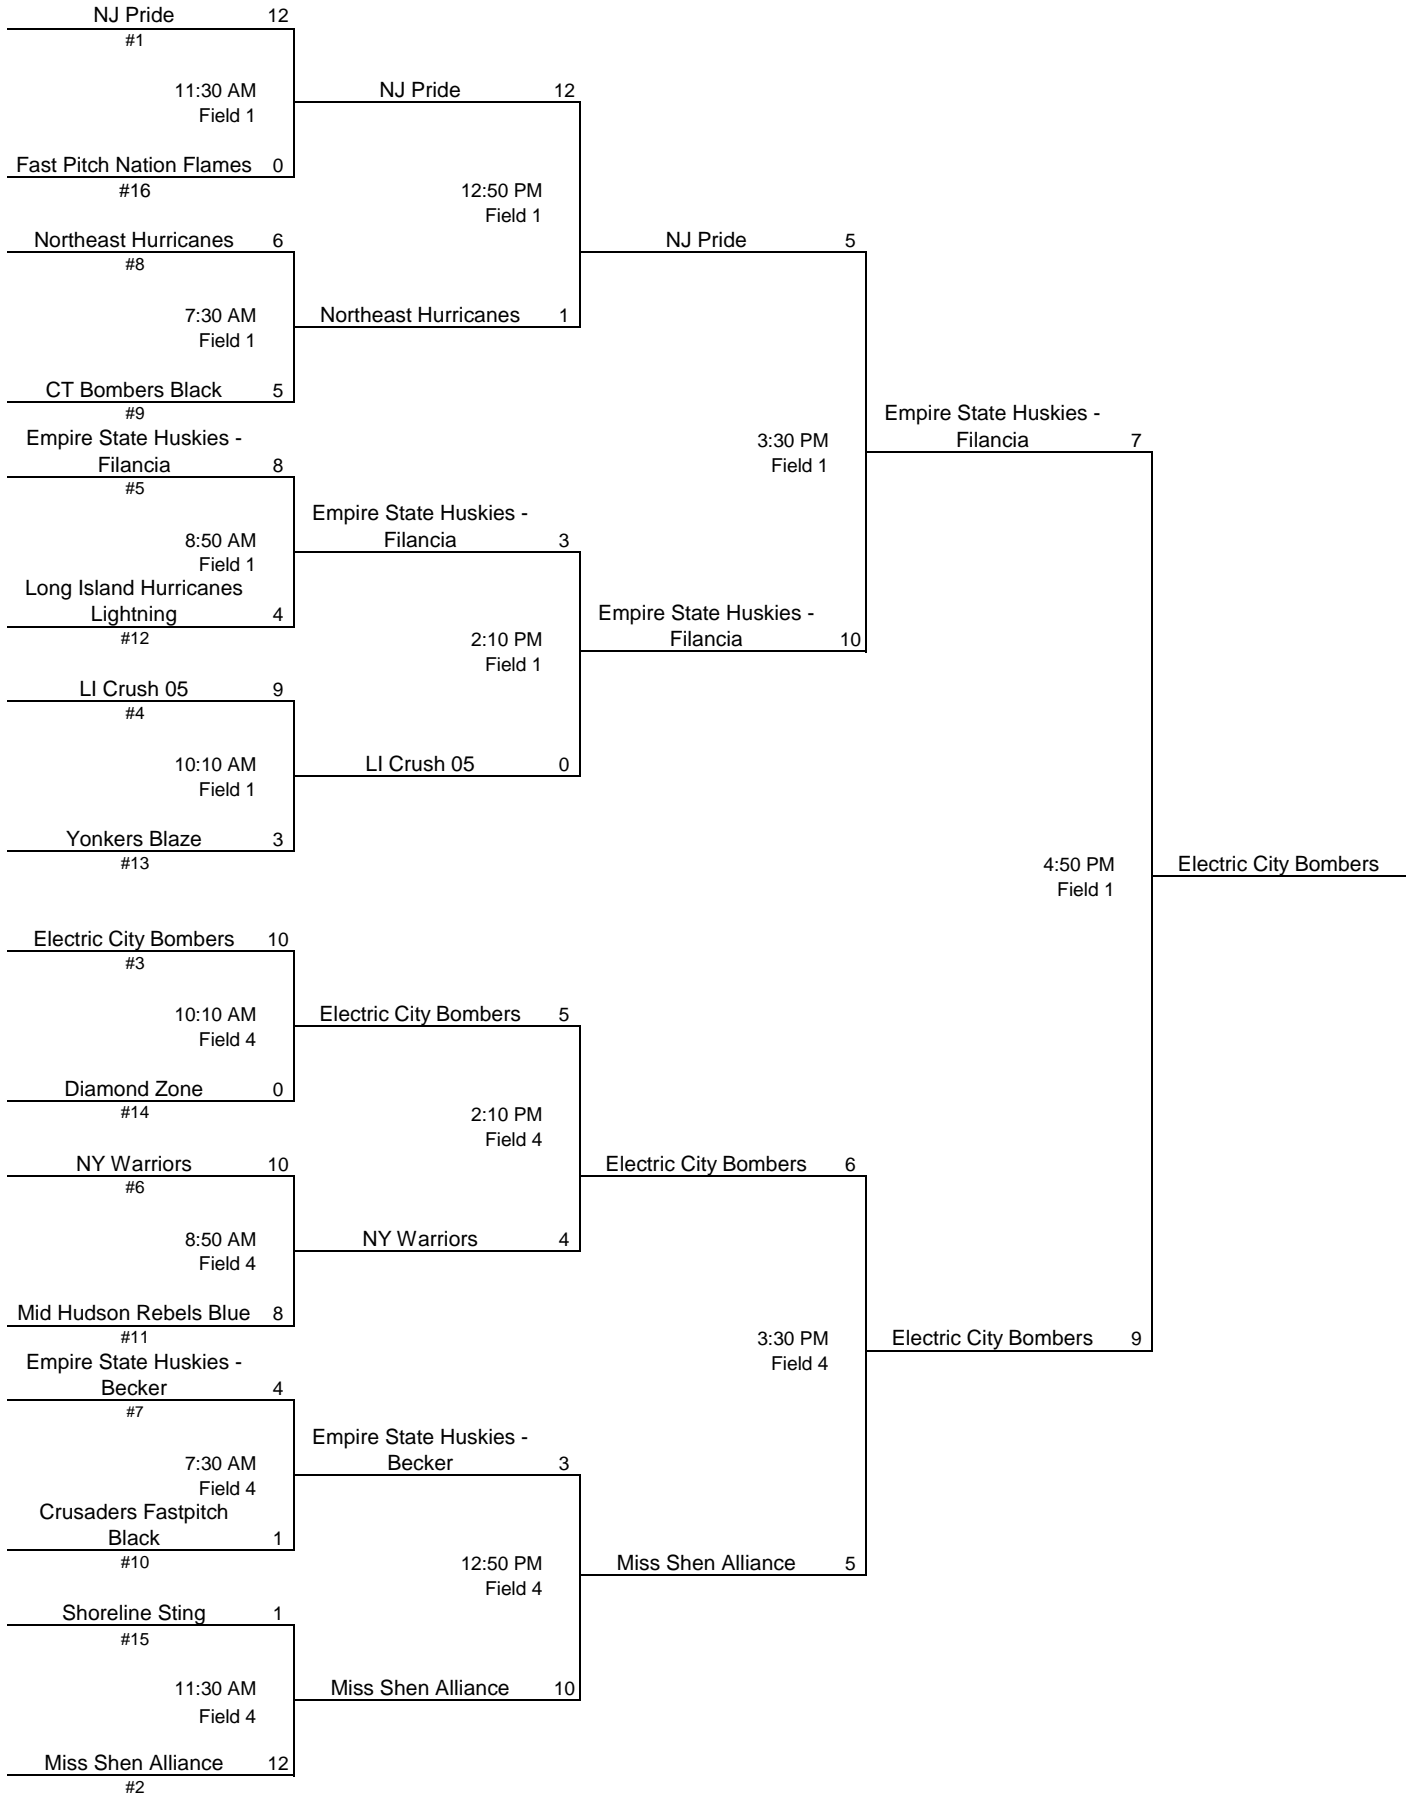 NJ Pride 12
#1
11:30 AM
Field 1
Fast Pitch Nation Flames 0
#16
Northeast Hurricanes 6
#8
7:30 AM
Field 1
CT Bombers Black 5
#9
Empire State Huskies -
Filancia 8
#5
8:50 AM
Field 1
Long Island Hurricanes
Lightning 4
#12
LI Crush 05 9
#4
10:10 AM
Field 1
Yonkers Blaze 3
#13
Electric City Bombers 10
#3
10:10 AM
Field 4
Diamond Zone 0
#14
NY Warriors 10
#6
8:50 AM
Field 4
Mid Hudson Rebels Blue 8
#11
Empire State Huskies -
Becker 4
#7
7:30 AM
Field 4
Crusaders Fastpitch
Black 1
#10
Shoreline Sting 1
#15
11:30 AM
Field 4
Miss Shen Alliance 12
#2
NJ Pride 12
12:50 PM
Field 1
Northeast Hurricanes 1
Empire State Huskies -
Filancia 3
2:10 PM
Field 1
LI Crush 05 0
Electric City Bombers 5
2:10 PM
Field 4
NY Warriors 4
Empire State Huskies -
Becker 3
12:50 PM
Field 4
Miss Shen Alliance 10
NJ Pride 5
3:30 PM
Field 1
Empire State Huskies -
Filancia 10
Electric City Bombers 6
3:30 PM
Field 4
Miss Shen Alliance 5
Empire State Huskies -
Filancia 7
4:50 PM
Field 1
Electric City Bombers 9
Electric City Bombers